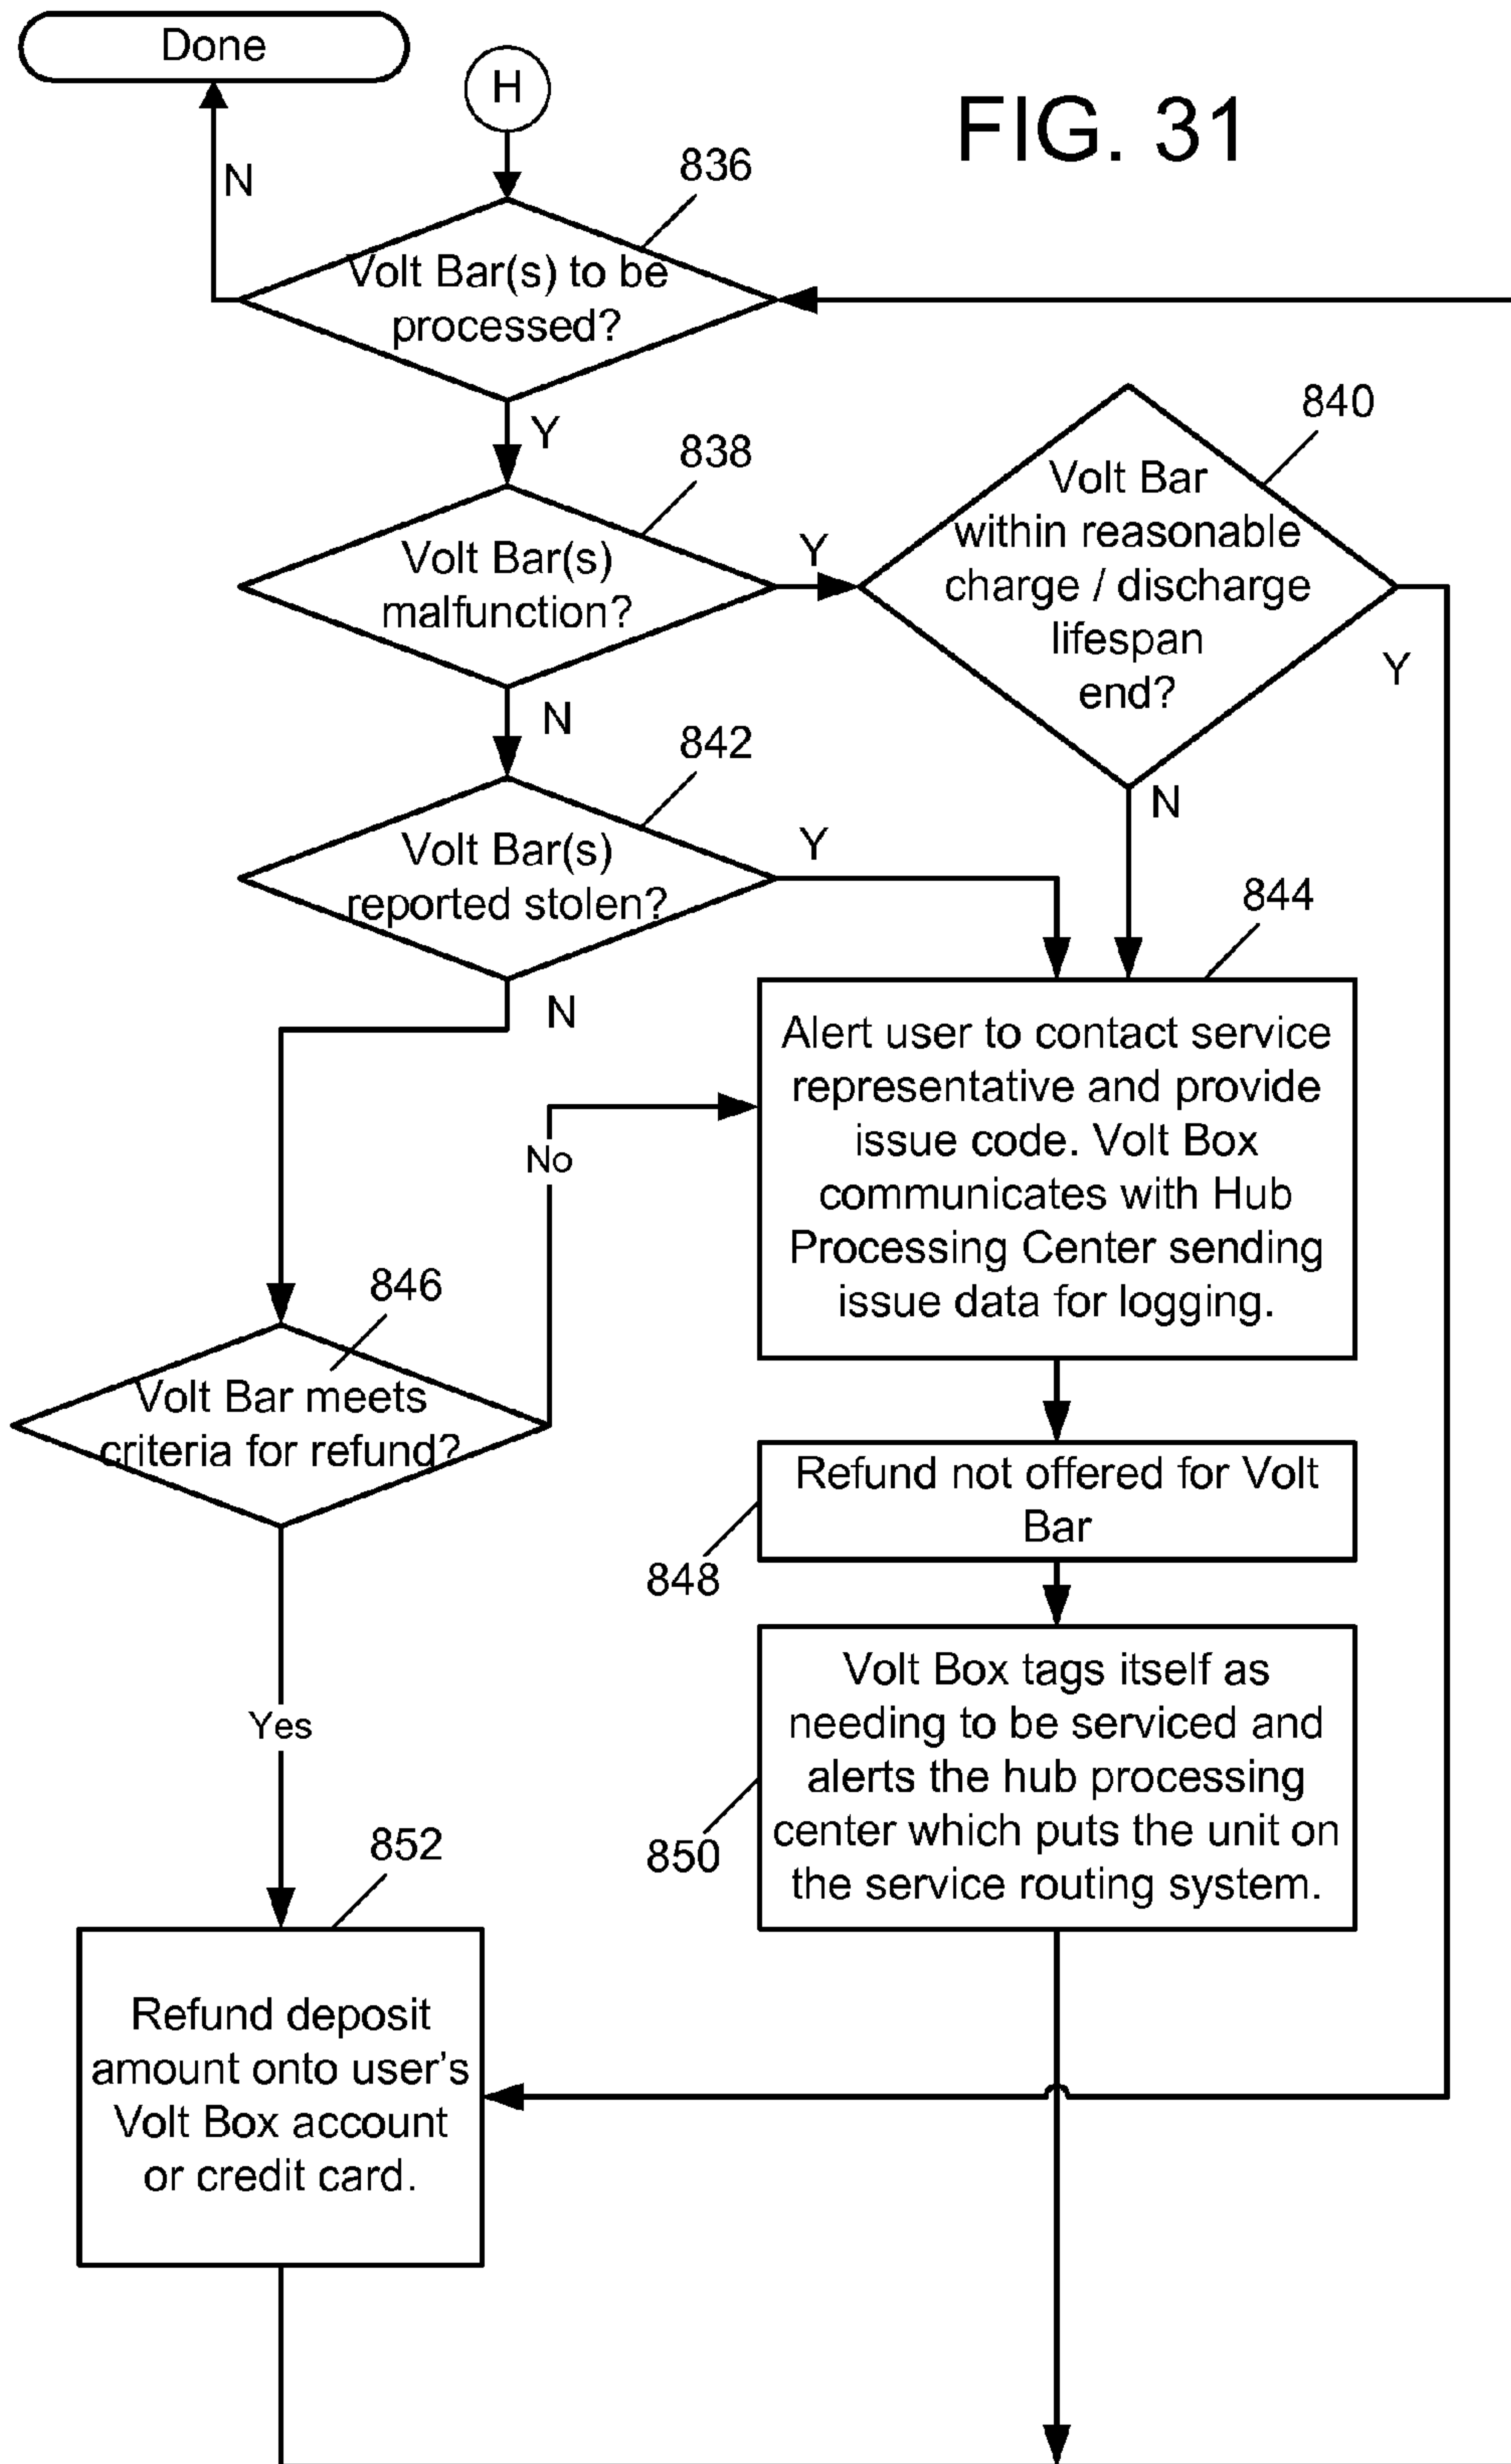 Done
H
FIG. 31
N
836
Volt Bar(s) to be
processed?
Y
838
Volt Bar(s)
malfunction?
Y
840
Volt Bar
within reasonable
charge / discharge
lifespan
end?
Y
N
N
842
Volt Bar(s)
reported stolen?
Y
N
844
Alert user to contact service
representative and provide
issue code. Volt Box
communicates with Hub
Processing Center sending
issue data for logging.
No
846
Volt Bar meets
criteria for refund?
Refund not offered for Volt
Bar
848
Volt Box tags itself as
needing to be serviced and
alerts the hub processing
center which puts the unit on
the service routing system.
850
Yes
852
Refund deposit
amount onto user's
Volt Box account
or credit card.